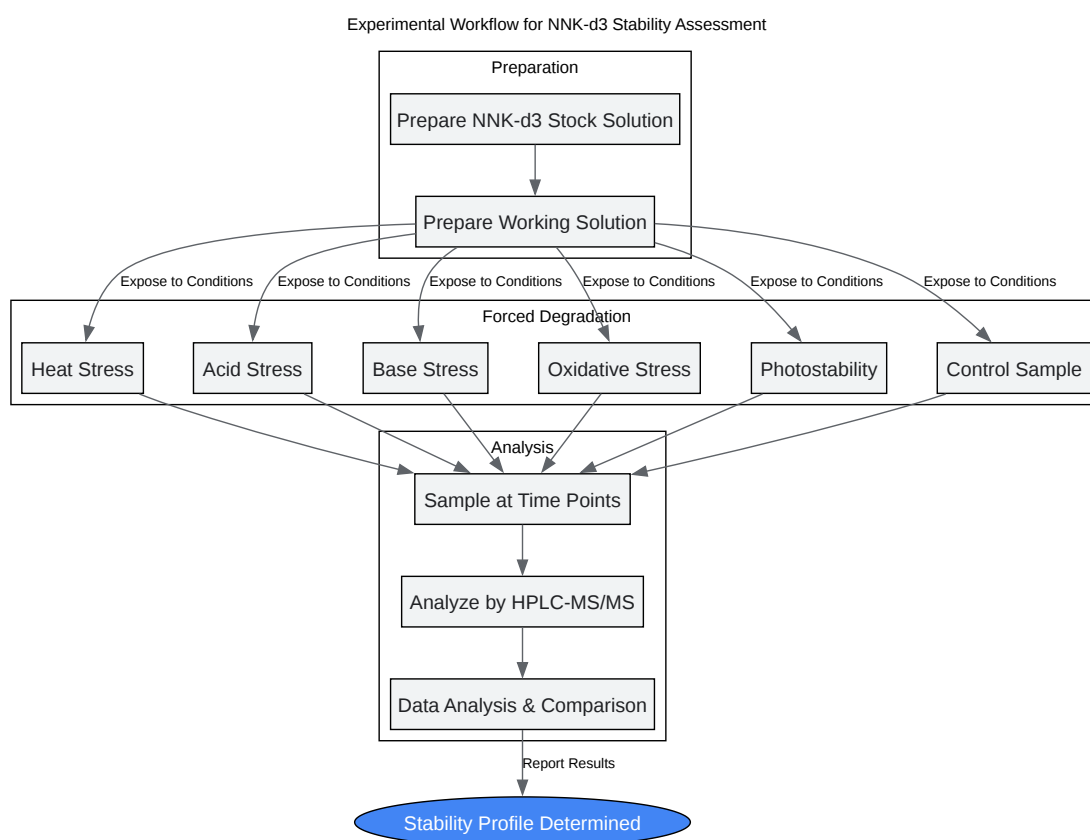 Experimental Workflow for NNK-d3 Stability Assessment
Preparation
Prepare NNK-d3 Stock Solution
Prepare Working Solution
Expose to Conditions
Expose to Conditions
Expose to Conditions
Expose to Conditions
Expose to Conditions
Expose to Conditions
Forced Degradation
Heat Stress
Acid Stress
Base Stress
Oxidative Stress
Photostability
Control Sample
Analysis
Sample at Time Points
Analyze by HPLC-MS/MS
Data Analysis & Comparison
Report Results
Stability Profile Determined